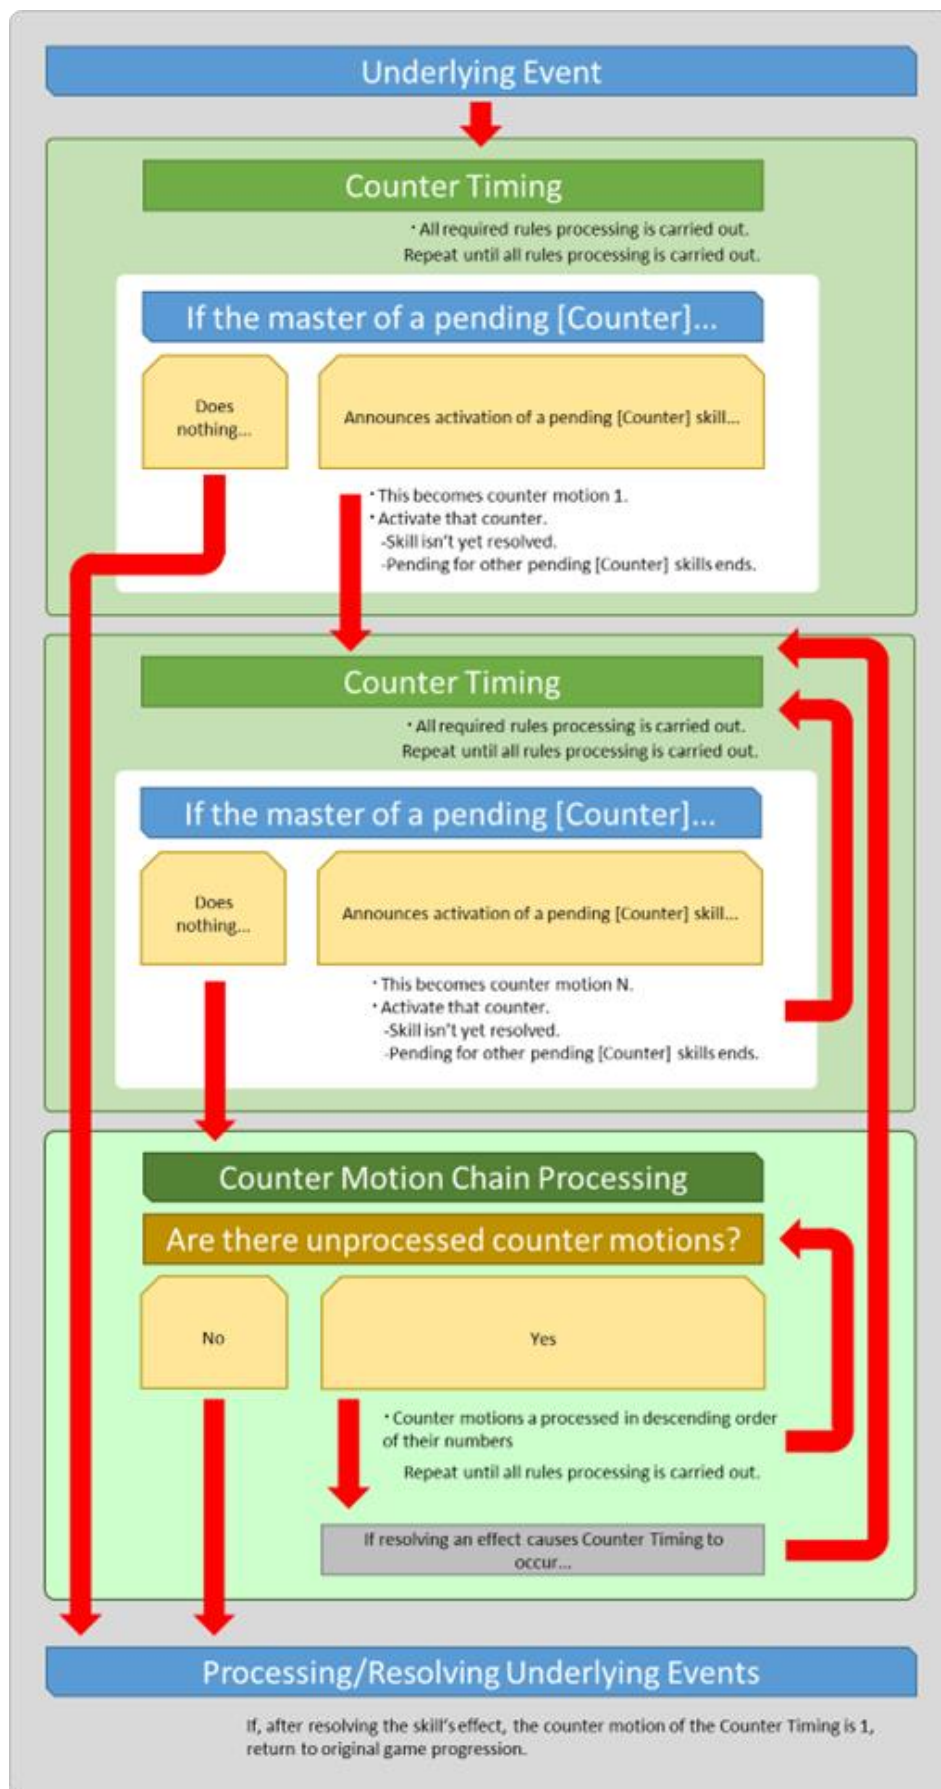 Underlying Event
Counter Timing
・All required rules processing is carried out.
Repeat until all rules processing is carried out.
If the master of a pending [Counter]...
Does
nothing...
Announces activation of a pending [Counter] skill...
・This becomes counter motion 1.
・Activate that counter.
-Skill isn't yet resolved.
-Pending for other pending [Counter] skills ends.
Counter Timing
・All required rules processing is carried out.
Repeat until all rules processing is carried out.
If the master of a pending [Counter]...
Does
nothing...
Announces activation of a pending [Counter] skill...
・This becomes counter motion N.
・Activate that counter.
-Skill isn't yet resolved.
-Pending for other pending [Counter] skills ends.
Counter Motion Chain Processing
Are there unprocessed counter motions?
No
Yes
・Counter motions a processed in descending order
of their numbers
Repeat until all rules processing is carried out.
If resolving an effect causes Counter Timing to
occur...
Processing/Resolving Underlying Events
If, after resolving the skill's effect, the counter motion of the Counter Timing is 1,
return to original game progression.